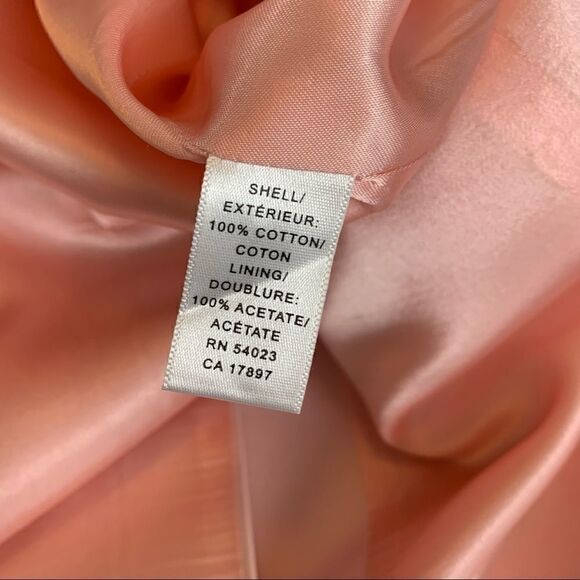 SHELL/
EXTÉRIEUR:
100% COTTON/
COTON
LINING/
DOUBLURE:
100% ACETATE/
ACÉTATE
RN 54023
CA 17897